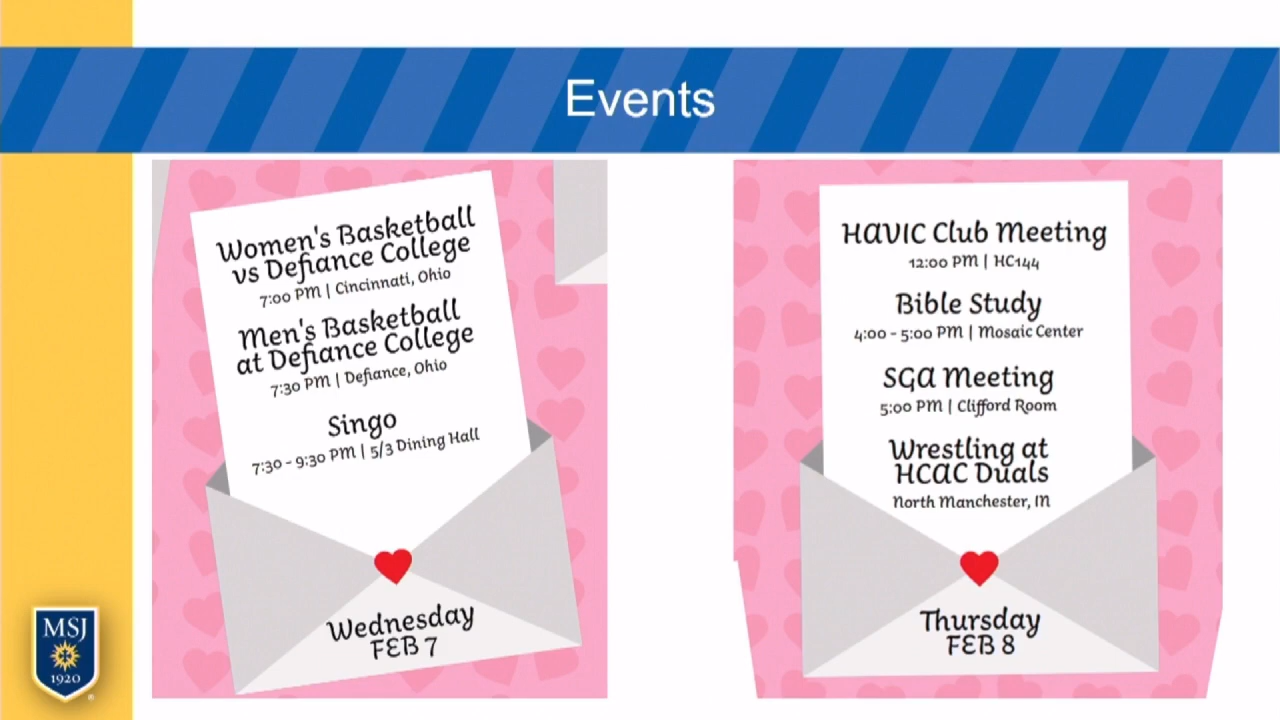 Events
Women's Basketball
vs Defiance College
7:00 PM | Cincinnati, Ohio
Men's Basketball
at Defiance College
7:30 PM | Defiance, Ohio
Singo
7:30 - 9:30 PM | 5/3 Dining Hall
Wednesday
FEB 7
HAVIC Club Meeting
12:00 PM | HC144
Bible Study
4:00 - 5:00 PM | Mosaic Center
SGA Meeting
5:00 PM | Clifford Room
Wrestling at
HCAC Duals
North Manchester, IN
Thursday
FEB 8
MSJ
1920
®